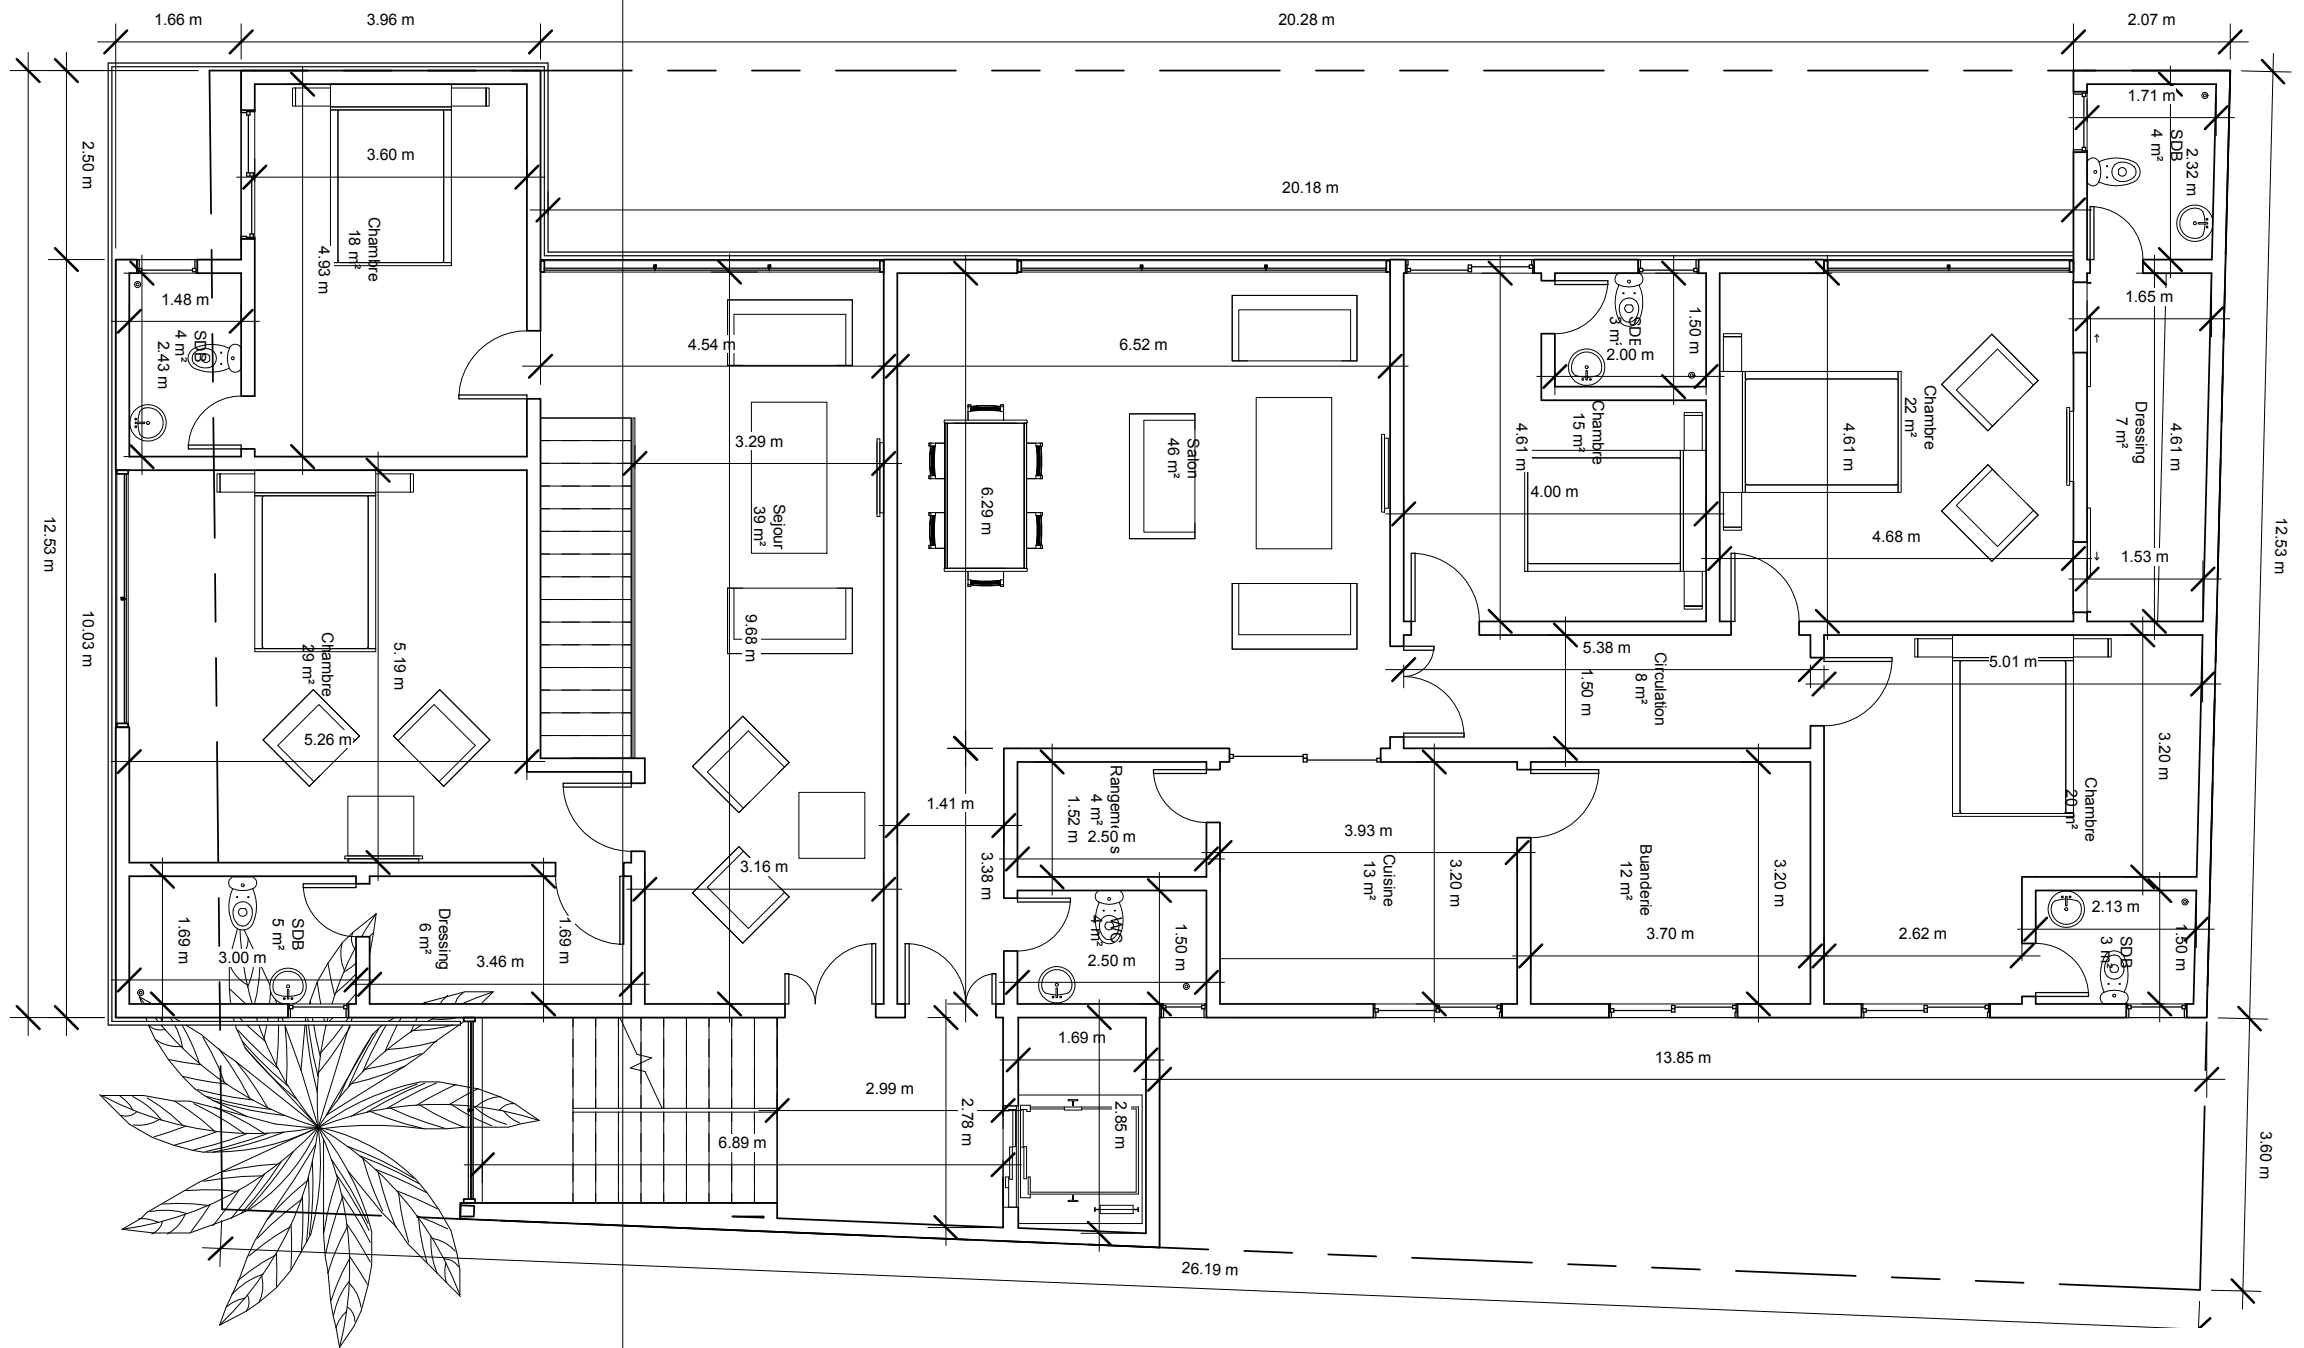 1.66 m
3.96 m
20.28 m
2.07 m
2.50 m
12.53 m
10.03 m
3.60 m
Chambre
18 m²
4.93 m
20.18 m
1.71 m
SDB
4 m²
2.32 m
1.48 m
SDB
4 m²
2.43 m
4.54 m
6.52 m
1.50 m
3 m²
2.00 m
1.65 m
3.29 m
Sejour
39 m²
9.68 m
6.29 m
Salon
46 m²
4.61 m
Chambre
15 m²
4.00 m
4.61 m
Chambre
22 m²
4.68 m
Dressing
7 m²
4.61 m
1.53 m
12.53 m
Chambre
29 m²
5.19 m
5.26 m
5.38 m
1.50 m
Circulation
8 m²
5.01 m
3.20 m
Chambre
20 m²
1.41 m
3.38 m
Rangements
4 m²
1.52 m
2.50 m
3.93 m
Cuisine
13 m²
3.20 m
Buanderie
12 m²
3.20 m
3.70 m
2.62 m
2.13 m
SDB
3 m²
1.50 m
3.16 m
1.69 m
SDB
5 m²
3.00 m
Dressing
6 m²
3.46 m
1.69 m
WC
4 m²
1.50 m
2.50 m
2.99 m
2.78 m
6.89 m
1.69 m
2.85 m
13.85 m
3.60 m
26.19 m